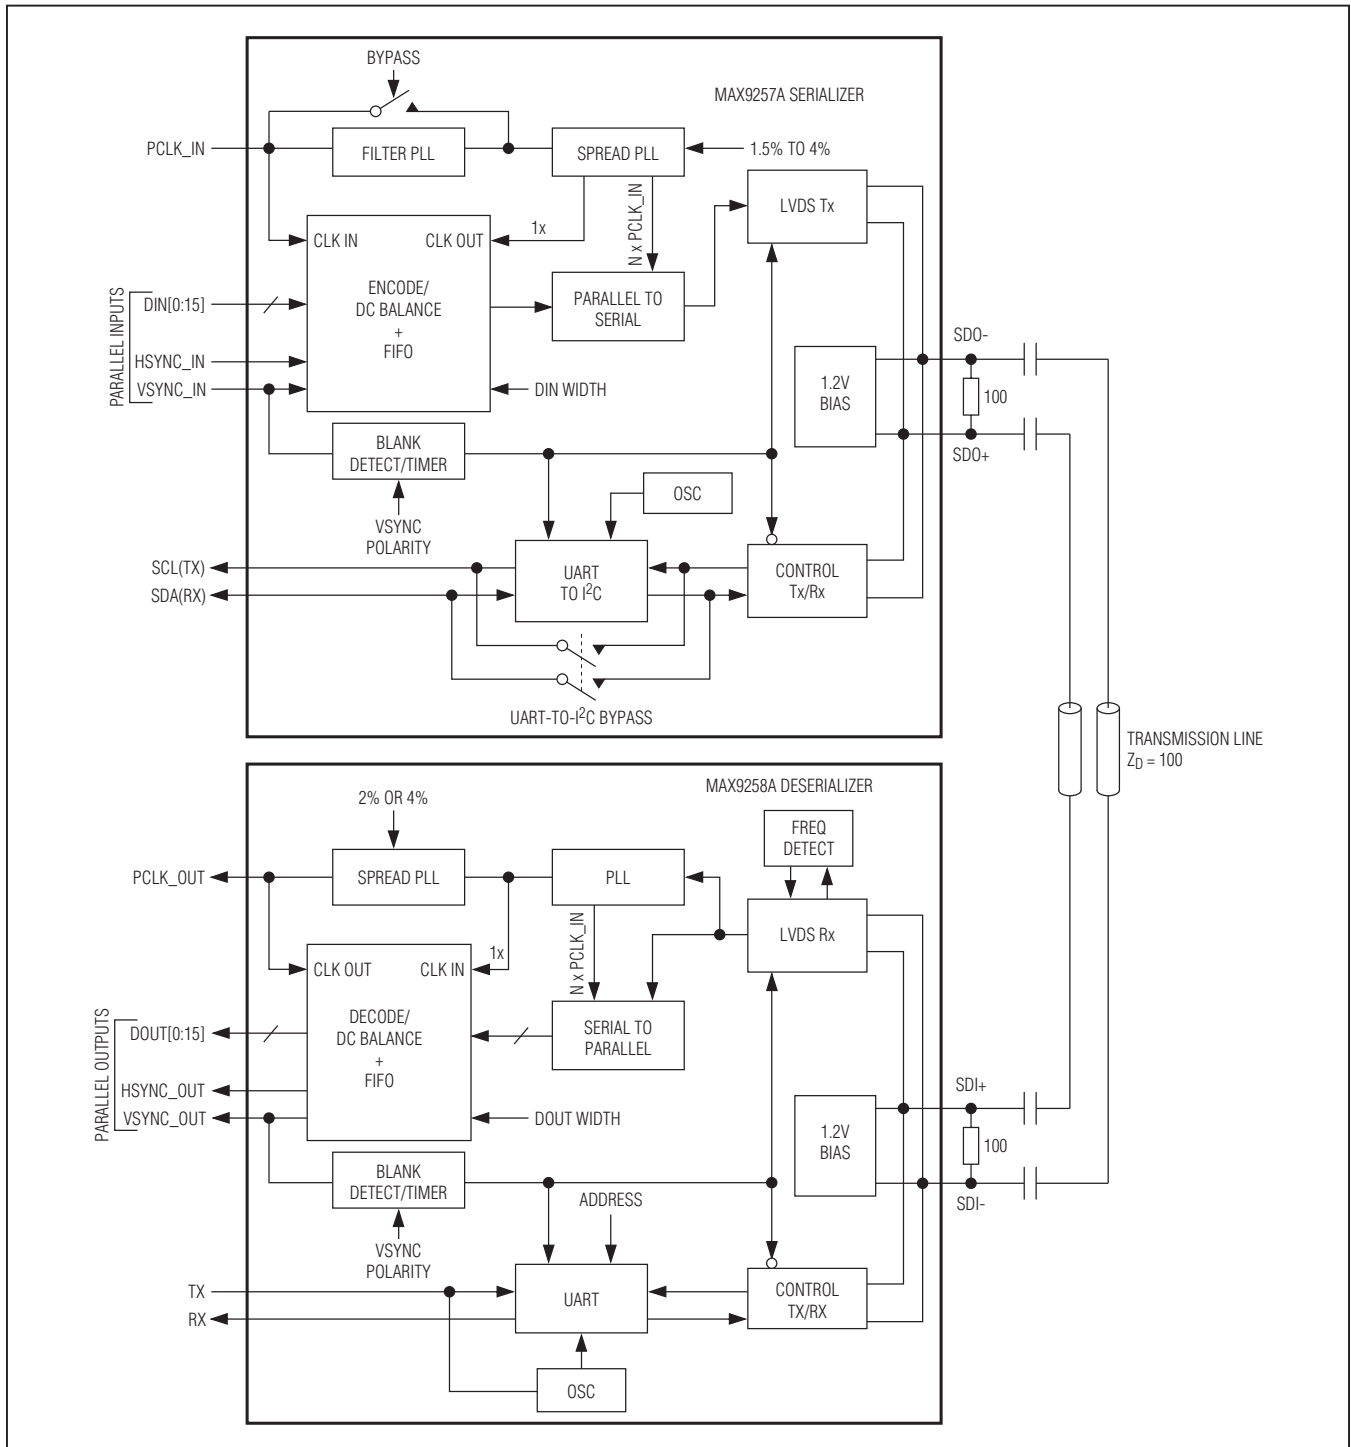 BYPASS
MAX9257A SERIALIZER
PCLK_IN
FILTER PLL
SPREAD PLL
1.5% TO 4%
N x PCLK_IN
LVDS Tx
1x
CLK IN
CLK OUT
PARALLEL INPUTS
DIN[0:15]
ENCODE/
DC BALANCE
+
FIFO
PARALLEL TO
SERIAL
HSYNC_IN
VSYNC_IN
DIN WIDTH
SDO-
1.2V
BIAS
100
SDO+
BLANK
DETECT/TIMER
OSC
VSYNC
POLARITY
SCL(TX)
SDA(RX)
UART
TO I²C
CONTROL
Tx/Rx
UART-TO-I²C BYPASS
TRANSMISSION LINE
Z_D = 100
MAX9258A DESERIALIZER
2% OR 4%
FREQ
DETECT
PCLK_OUT
SPREAD PLL
PLL
LVDS Rx
N x PCLK_IN
1x
CLK OUT
CLK IN
PARALLEL OUTPUTS
DOUT[0:15]
DECODE/
DC BALANCE
+
FIFO
SERIAL TO
PARALLEL
HSYNC_OUT
VSYNC_OUT
DOUT WIDTH
SDI+
1.2V
BIAS
100
SDI-
BLANK
DETECT/TIMER
ADDRESS
VSYNC
POLARITY
TX
RX
UART
CONTROL
TX/RX
OSC